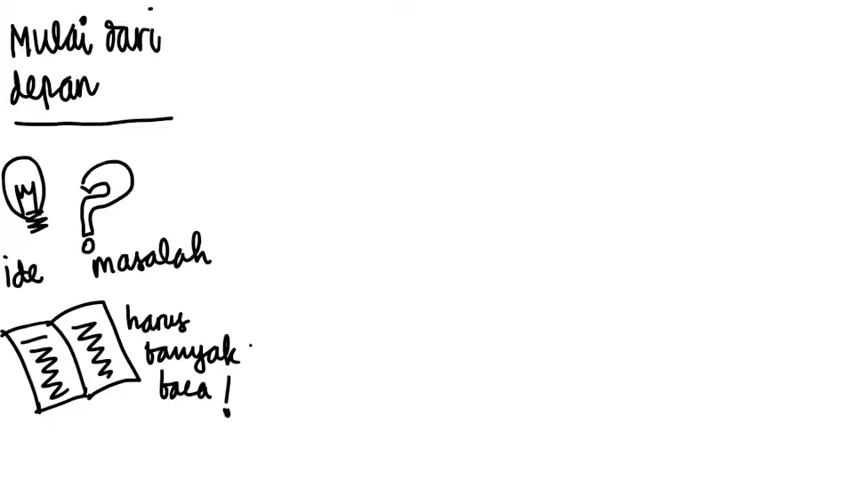 Mulai dari
depan
ide
masalah
harus
banyak
baca!